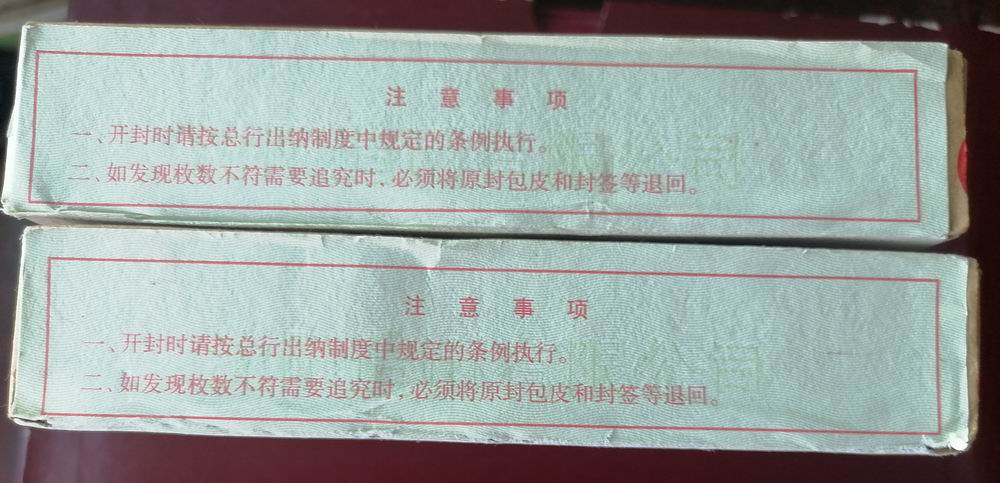 注意事项
一、开封时请按总行出纳制度中规定的条例执行。
二、如发现枚数不符需要追究时，必须将原封包皮和封签等退回。
注意事项
一、开封时请按总行出纳制度中规定的条例执行。
二、如发现枚数不符需要追究时，必须将原封包皮和封签等退回。